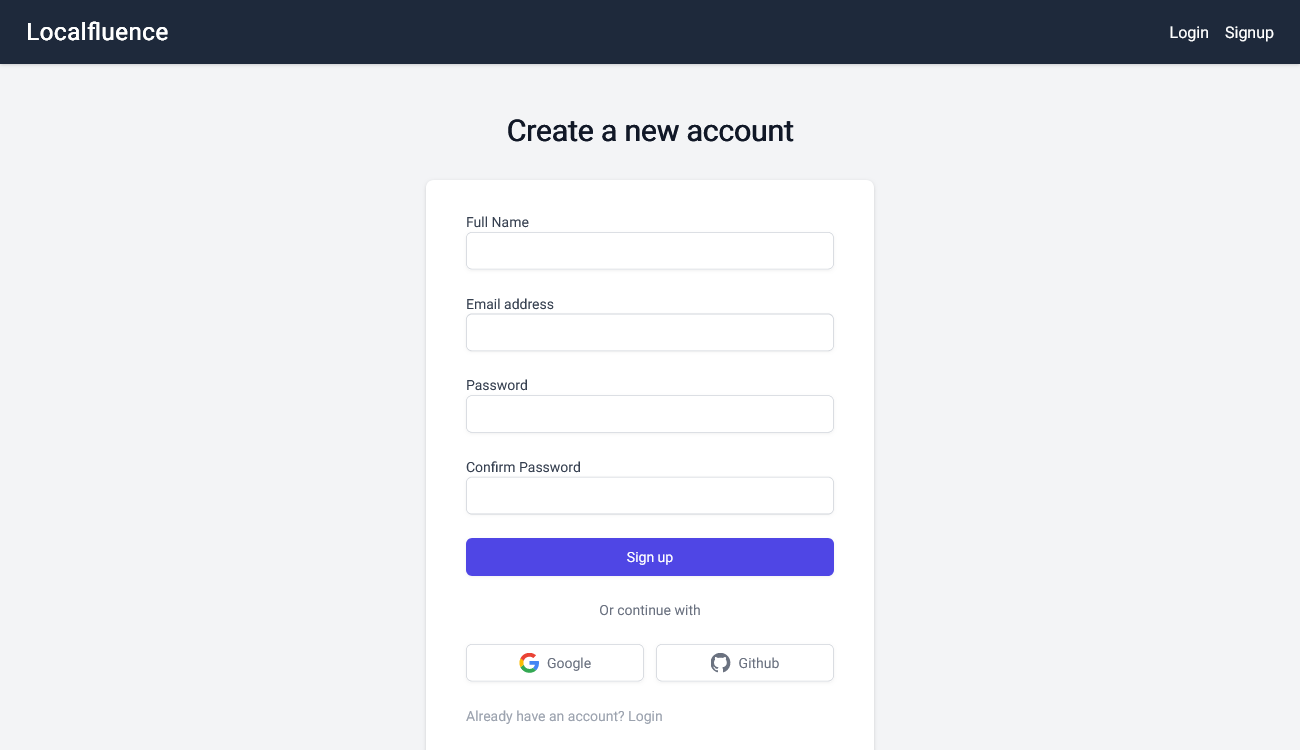 Localfluence
Login Signup
Create a new account
Full Name
Email address
Password
Confirm Password
Sign up
Or continue with
Google
Github
Already have an account? Login